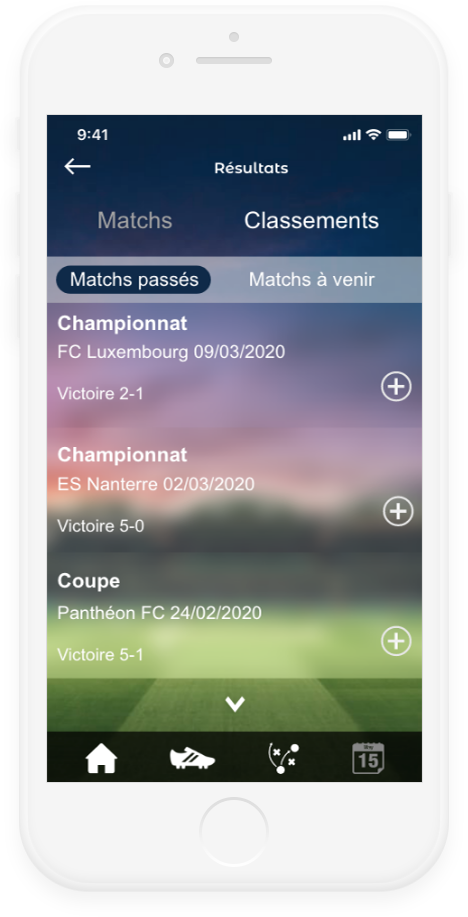 9:41
Résultats
Matchs Classements
Matchs passés Matchs à venir
Championnat
FC Luxembourg 09/03/2020
Victoire 2-1
Championnat
ES Nanterre 02/03/2020
Victoire 5-0
Coupe
Panthéon FC 24/02/2020
Victoire 5-1
15